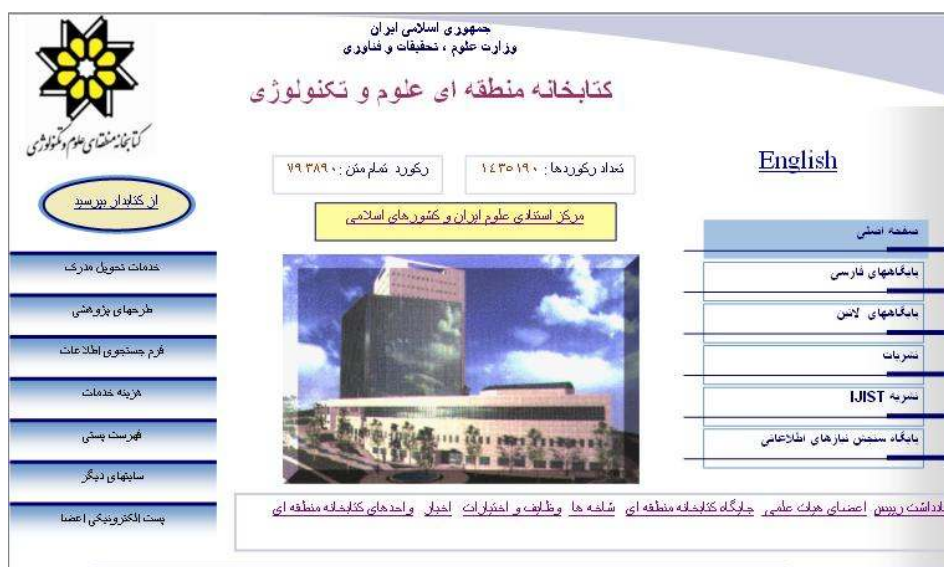 جمهوری اسلامی ایران
وزارت علوم ، تحقیقات و فناوری
کتابخانه منطقه ای علوم و تکنولوژی
کتابخانه منطقه‌ای علوم و تکنولوژی
English
تعداد رکوردها : ۱٤۳٥۱۹۰
رکورد تمام متن : ۷۹۳۸۹۰
مرکز استنادی علوم ایران و کشورهای اسلامی
صفحه اصلی
پایگاههای فارسی
پایگاههای لاتین
نشریات
نشریه IJIST
پایگاه سنجش نیازهای اطلاعاتی
از کتابدار بپرسید
خدمات تحویل مدرک
طرحهای پژوهشی
فرم جستجوی اطلاعات
هزینه خدمات
فهرست پستی
سایتهای دیگر
پست الکترونیکی اعضا
یادداشت رییس اعضای هیات علمی جایگاه کتابخانه منطقه ای شاخه ها وظایف و اختیارات اخبار واحدهای کتابخانه منطقه ای